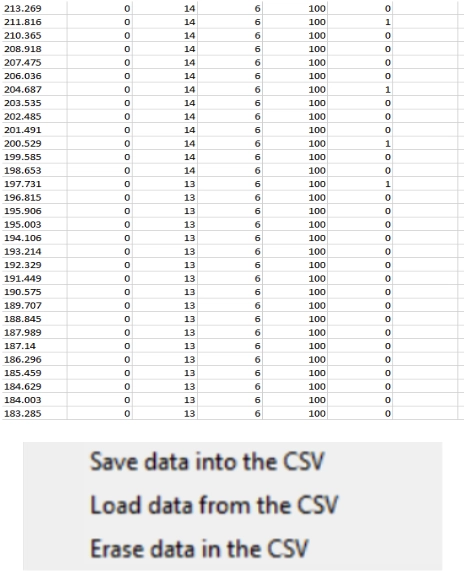 213.269 0 14 6 100 0
211.816 0 14 6 100 1
210.365 0 14 6 100 0
208.918 0 14 6 100 0
207.475 0 14 6 100 0
206.036 0 14 6 100 0
204.687 0 14 6 100 1
203.535 0 14 6 100 0
202.485 0 14 6 100 0
201.491 0 14 6 100 0
200.529 0 14 6 100 1
199.585 0 14 6 100 0
198.653 0 14 6 100 0
197.731 0 13 6 100 1
196.815 0 13 6 100 0
195.906 0 13 6 100 0
195.003 0 13 6 100 0
194.106 0 13 6 100 0
193.214 0 13 6 100 0
192.329 0 13 6 100 0
191.449 0 13 6 100 0
190.575 0 13 6 100 0
189.707 0 13 6 100 0
188.845 0 13 6 100 0
187.989 0 13 6 100 0
187.14 0 13 6 100 0
186.296 0 13 6 100 0
185.459 0 13 6 100 0
184.629 0 13 6 100 0
184.003 0 13 6 100 0
183.285 0 13 6 100 0
Save data into the CSV
Load data from the CSV
Erase data in the CSV